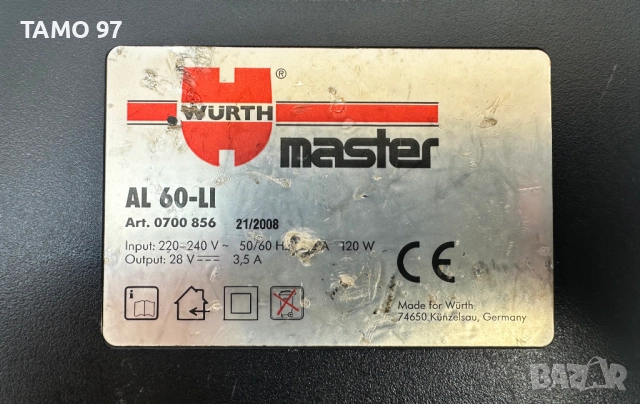 TAMO 97
WÜRTH
®
master
AL 60-LI
Art. 0700 856 21/2008
Input: 220-240 V ~ 50/60 A 120 W
Output: 28 V 3,5 A
CE
i
Made for Würth
74650 Künzelsau, Germany
BAZAR